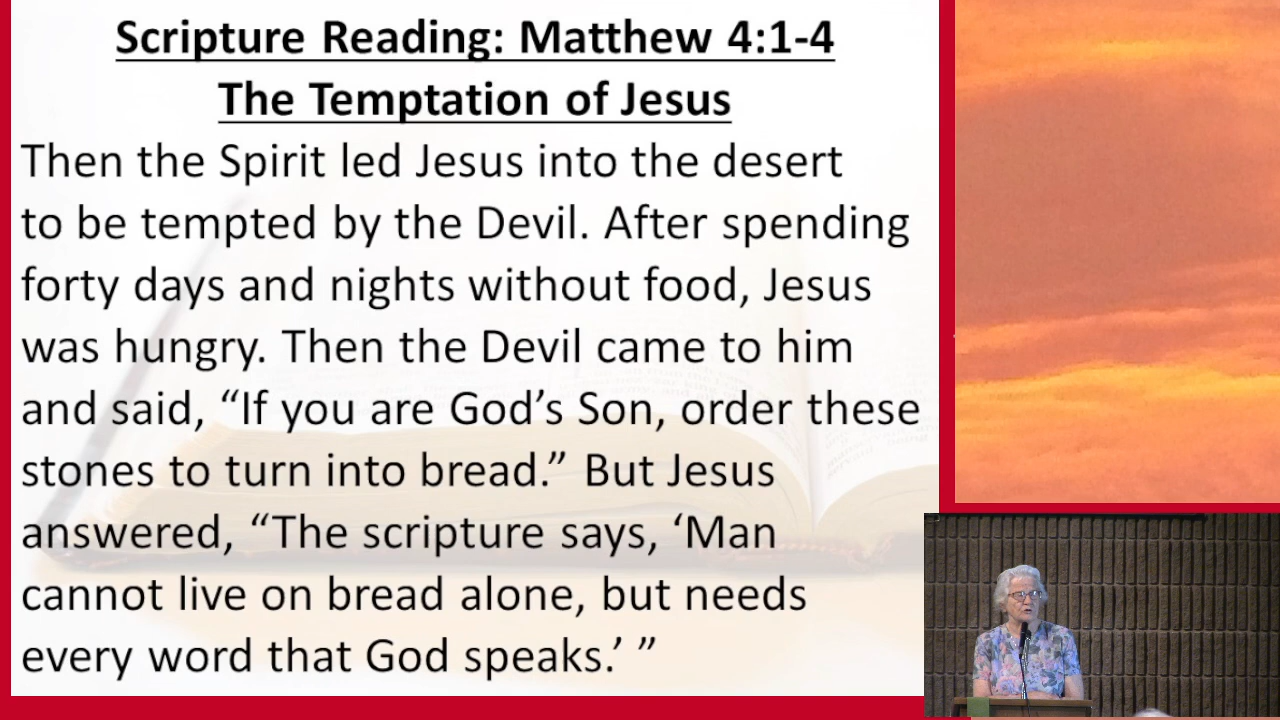 Scripture Reading: Matthew 4:1-4
The Temptation of Jesus
Then the Spirit led Jesus into the desert
to be tempted by the Devil. After spending
forty days and nights without food, Jesus
was hungry. Then the Devil came to him
and said, “If you are God’s Son, order these
stones to turn into bread.” But Jesus
answered, “The scripture says, ‘Man
cannot live on bread alone, but needs
every word that God speaks.’ ”